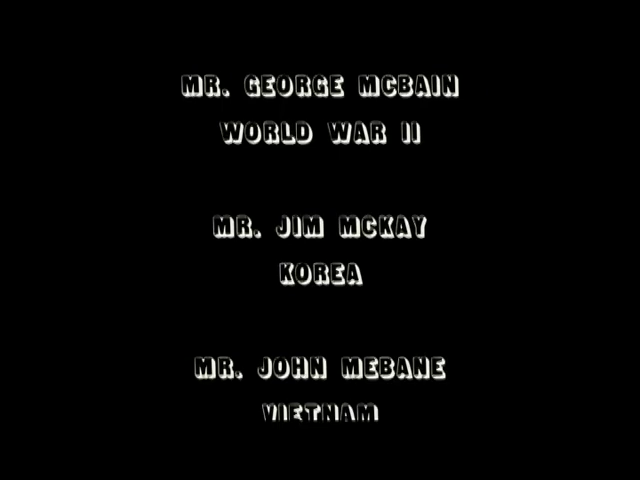 MR. GEORGE MCBAIN
WORLD WAR II
MR. JIM MCKAY
KOREA
MR. JOHN MEBANE
VIETNAM